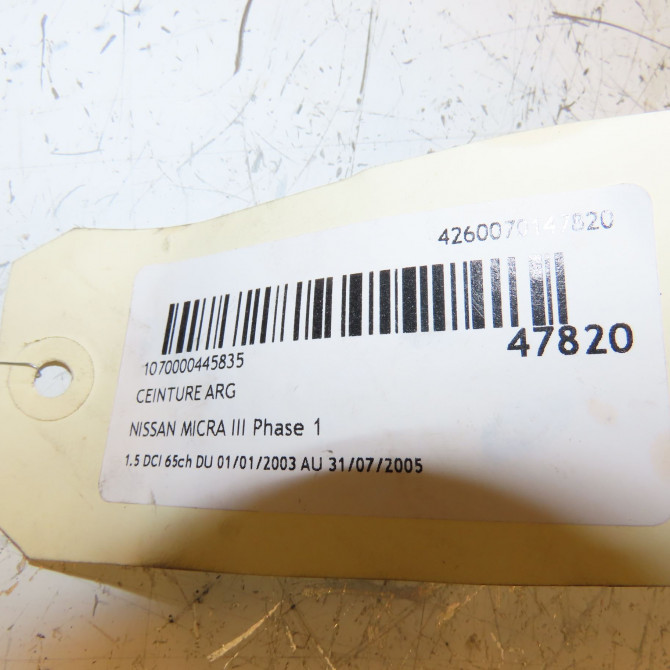 4260070147820
47820
1070000445835
CEINTURE ARG
NISSAN MICRA III Phase 1
1.5 DCI 65ch DU 01/01/2003 AU 31/07/2005